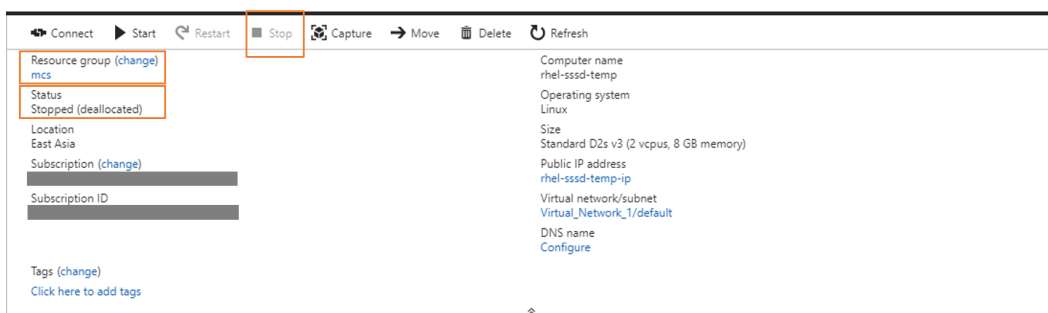 Connect Start Restart Stop Capture Move Delete Refresh
Resource group (change)
mcs
Status
Stopped (deallocated)
Location
East Asia
Subscription (change)
Subscription ID
Tags (change)
Click here to add tags
Computer name
rhel-sssd-temp
Operating system
Linux
Size
Standard D2s v3 (2 vcpus, 8 GB memory)
Public IP address
rhel-sssd-temp-ip
Virtual network/subnet
Virtual_Network_1/default
DNS name
Configure